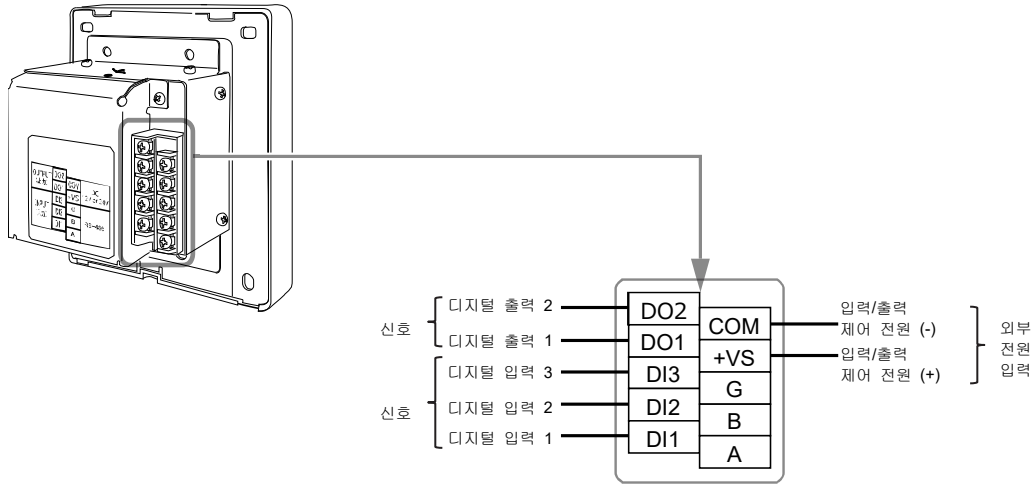 디지털 출력 2
디지털 출력 1
신호
디지털 입력 3
디지털 입력 2
디지털 입력 1
신호
DO2
DO1
DI3
DI2
DI1
COM
+VS
G
B
A
입력/출력
제어 전원 (-)
입력/출력
제어 전원 (+)
외부
전원
입력